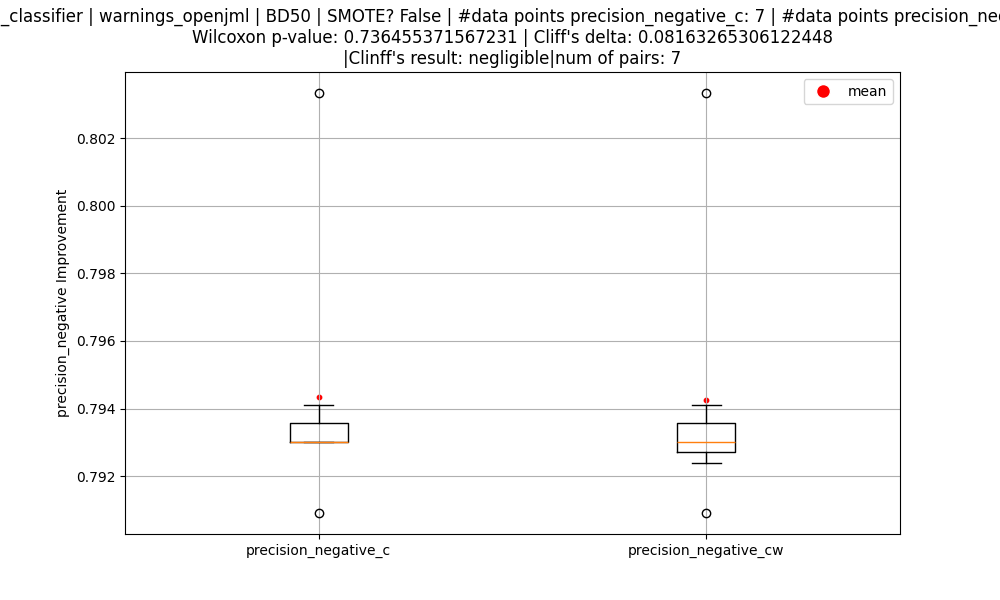 _classifier | warnings_openjml | BD50 | SMOTE? False | #data points precision_negative_c: 7 | #data points
Wilcoxon p-value: 0.736455371567231 | Cliff's delta: 0.08163265306122448
|Clinff's result: negligible|num of pairs: 7
mean
0.802
0.800
0.798
0.796
0.794
0.792
precision_negative Improvement
precision_negative_c
precision_negative_cw